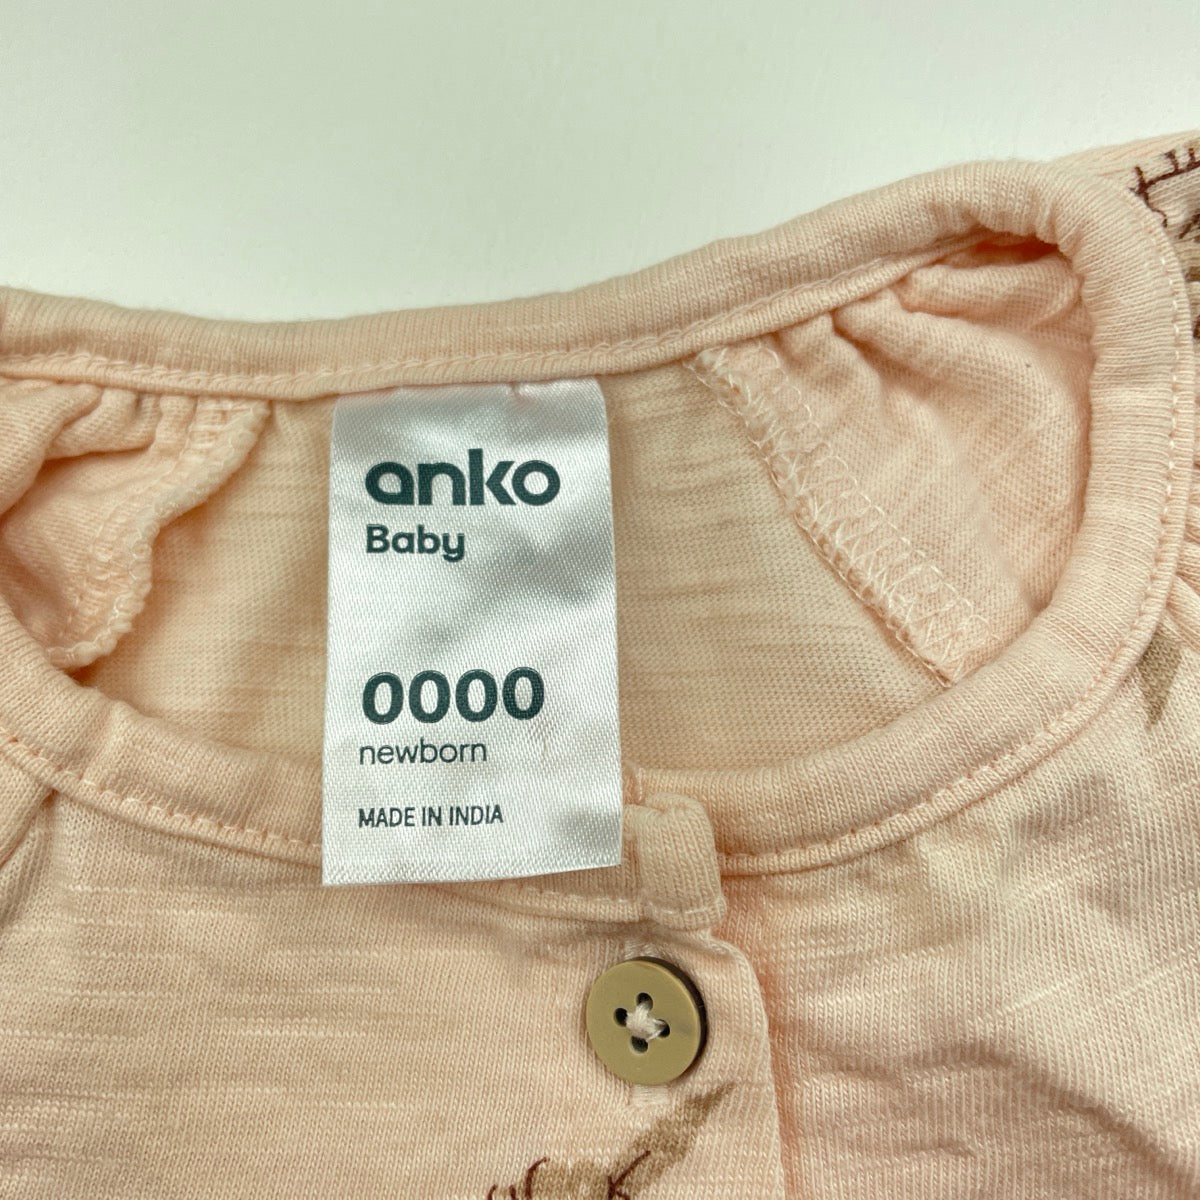 anko
Baby
0000
newborn
MADE IN INDIA